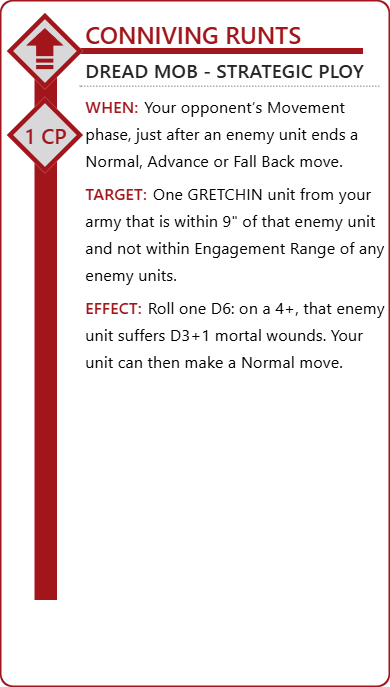 CONNIVING RUNTS
DREAD MOB - STRATEGIC PLOY
1 CP
WHEN: Your opponent’s Movement
phase, just after an enemy unit ends a
Normal, Advance or Fall Back move.
TARGET: One GRETCHIN unit from your
army that is within 9" of that enemy unit
and not within Engagement Range of any
enemy units.
EFFECT: Roll one D6: on a 4+, that enemy
unit suffers D3+1 mortal wounds. Your
unit can then make a Normal move.